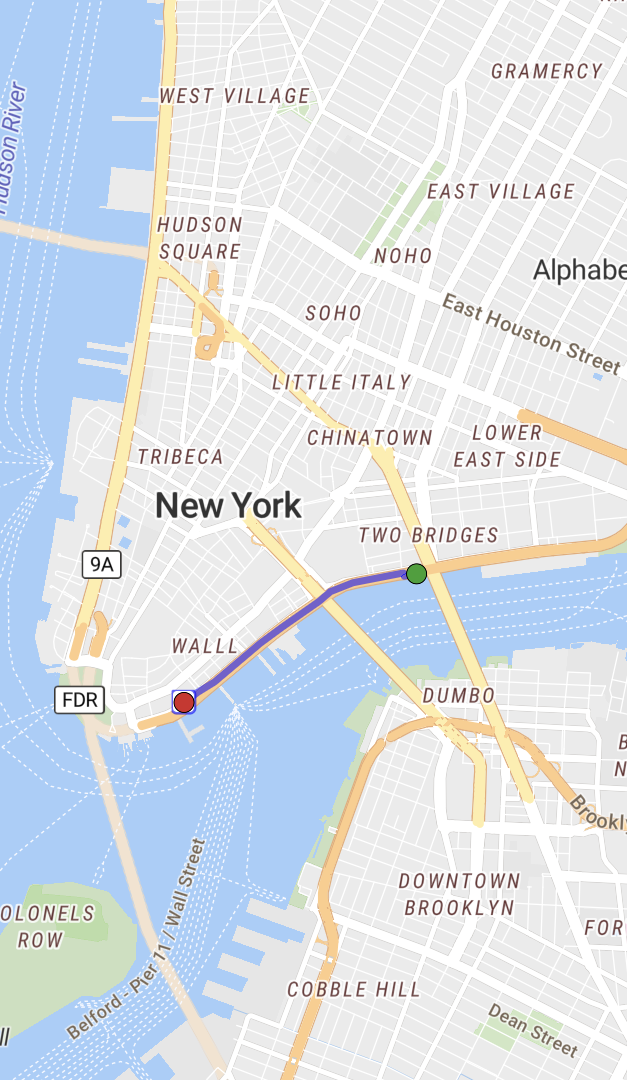 GRAMERCY
WEST VILLAGE
Hudson River
EAST VILLAGE
HUDSON
SQUARE
NOHO
Alphabe
SOHO
East Houston Street
LITTLE ITALY
CHINATOWN
LOWER
EAST SIDE
TRIBECA
New York
TWO BRIDGES
9A
WALLL
FDR
DUMBO
B
N
Brookly
Belford - Pier 11 / Wall Street
DOWNTOWN
BROOKLYN
OLONELS
ROW
FOR
COBBLE HILL
Dean Street
ll